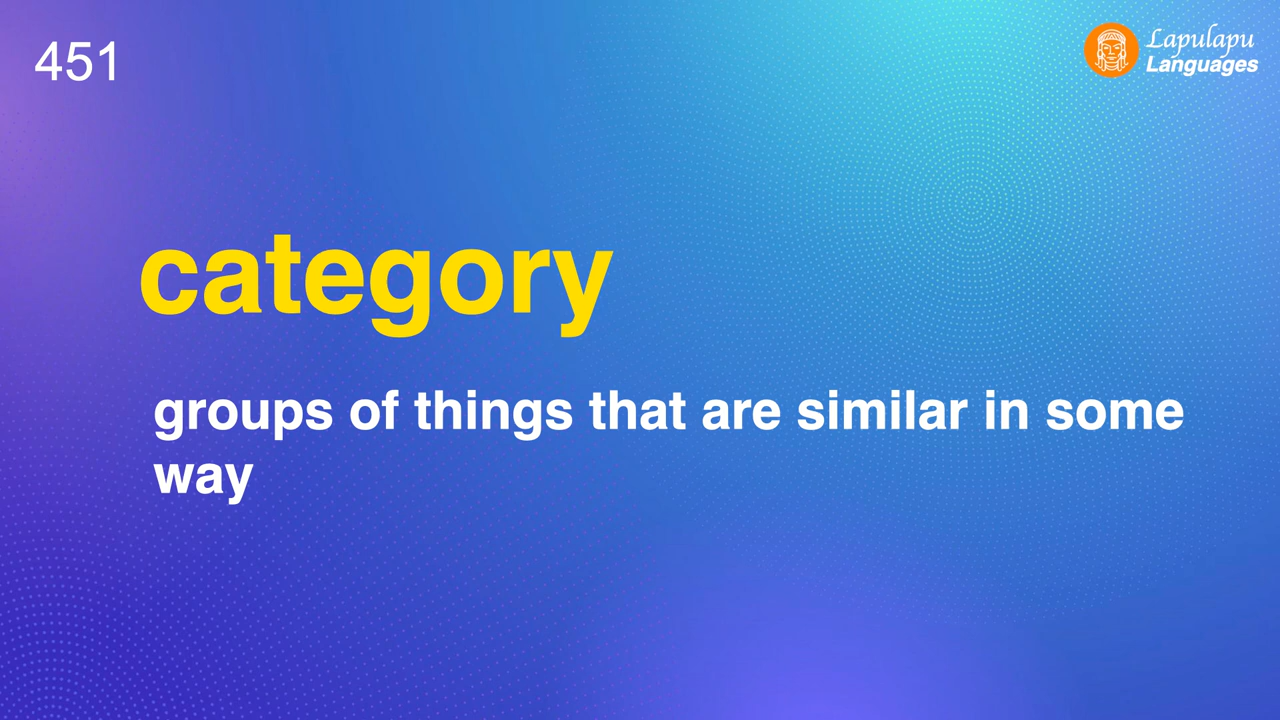 451
Lapulapu
Languages
category
groups of things that are similar in some
way